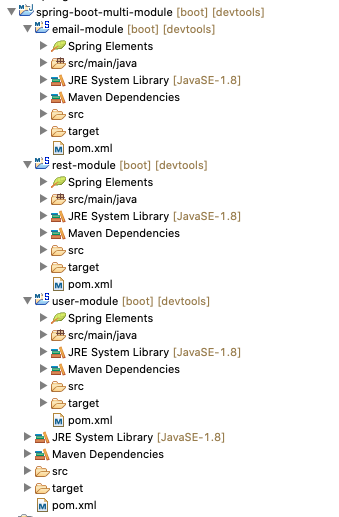 spring-boot-multi-module [boot] [devtools]
email-module [boot] [devtools]
Spring Elements
src/main/java
JRE System Library [JavaSE-1.8]
Maven Dependencies
src
target
pom.xml
rest-module [boot] [devtools]
Spring Elements
src/main/java
JRE System Library [JavaSE-1.8]
Maven Dependencies
src
target
pom.xml
user-module [boot] [devtools]
Spring Elements
src/main/java
JRE System Library [JavaSE-1.8]
Maven Dependencies
src
target
pom.xml
JRE System Library [JavaSE-1.8]
Maven Dependencies
src
target
pom.xml